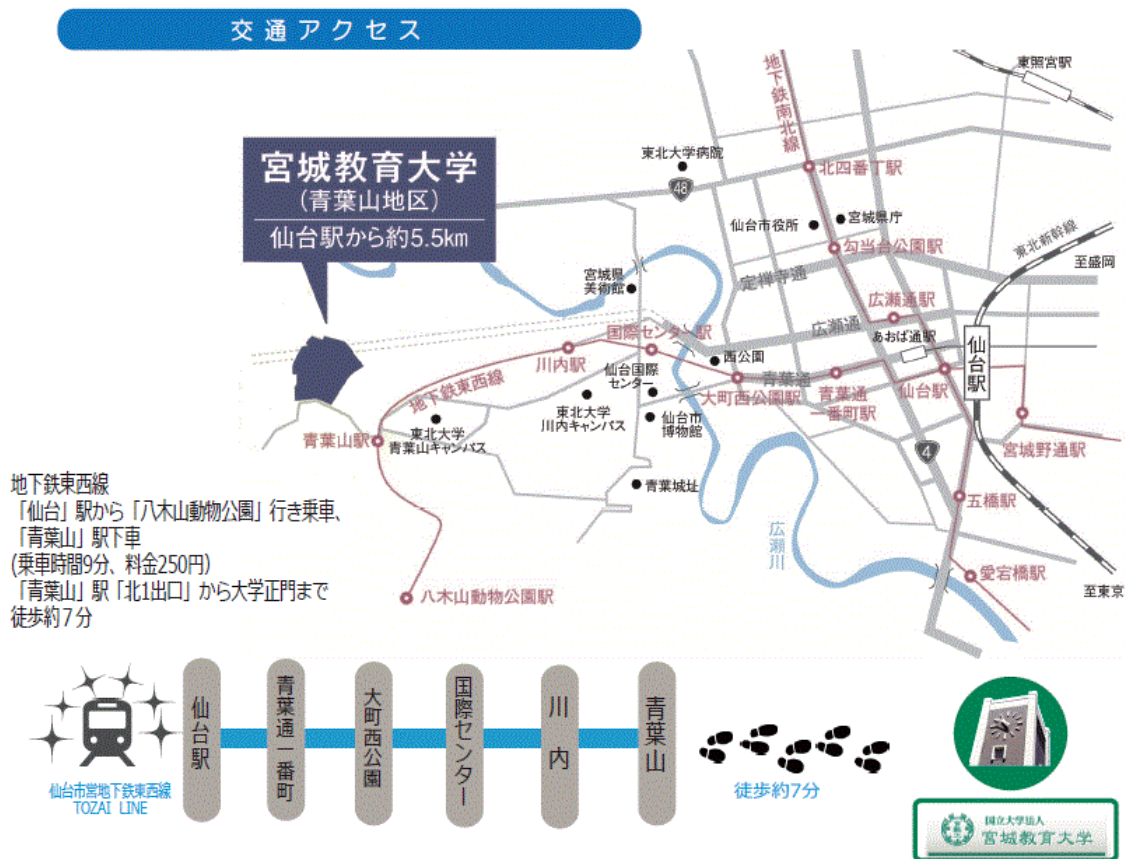 交通アクセス
地下鉄南北線
東照宮駅
宮城教育大学
(青葉山地区)
仙台駅から約5.5km
東北大学病院
48
北四番丁駅
仙台市役所
宮城県庁
勾当台公園駅
東北新幹線
至盛岡
定禅寺通
宮城県
美術館
広瀬通駅
広瀬通
あおば通駅
仙台駅
国際センター駅
西公園
川内駅
仙台国際
センター
青葉通
仙台駅
大町西公園駅
青葉通
一番町駅
地下鉄東西線
東北大学
川内キャンパス
仙台市
博物館
東北大学
青葉山キャンパス
青葉山駅
4
宮城野通駅
青葉城址
五橋駅
広瀬川
愛宕橋駅
至東京
八木山動物公園駅
地下鉄東西線
「仙台」駅から「八木山動物公園」行き乗車、
「青葉山」駅下車
(乗車時間9分、料金250円)
「青葉山」駅「北1出口」から大学正門まで
徒歩約７分
仙台市営地下鉄東西線
TOZAI LINE
仙台駅
青葉通一番町
大町西公園
国際センター
川内
青葉山
徒歩約7分
国立大学法人
宮城教育大学